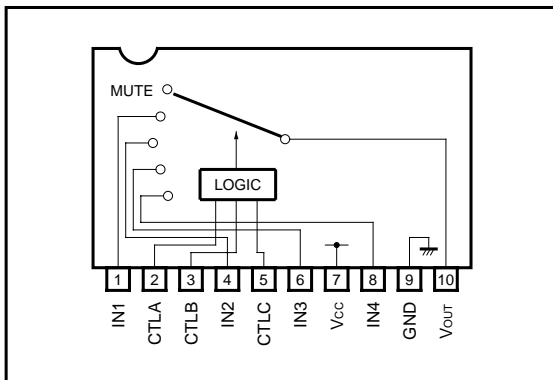 MUTE
LOGIC
1 2 3 4 5 6 7 8 9 10
IN1 CTLA CTLB IN2 CTLC IN3 Vcc IN4 GND VOUT